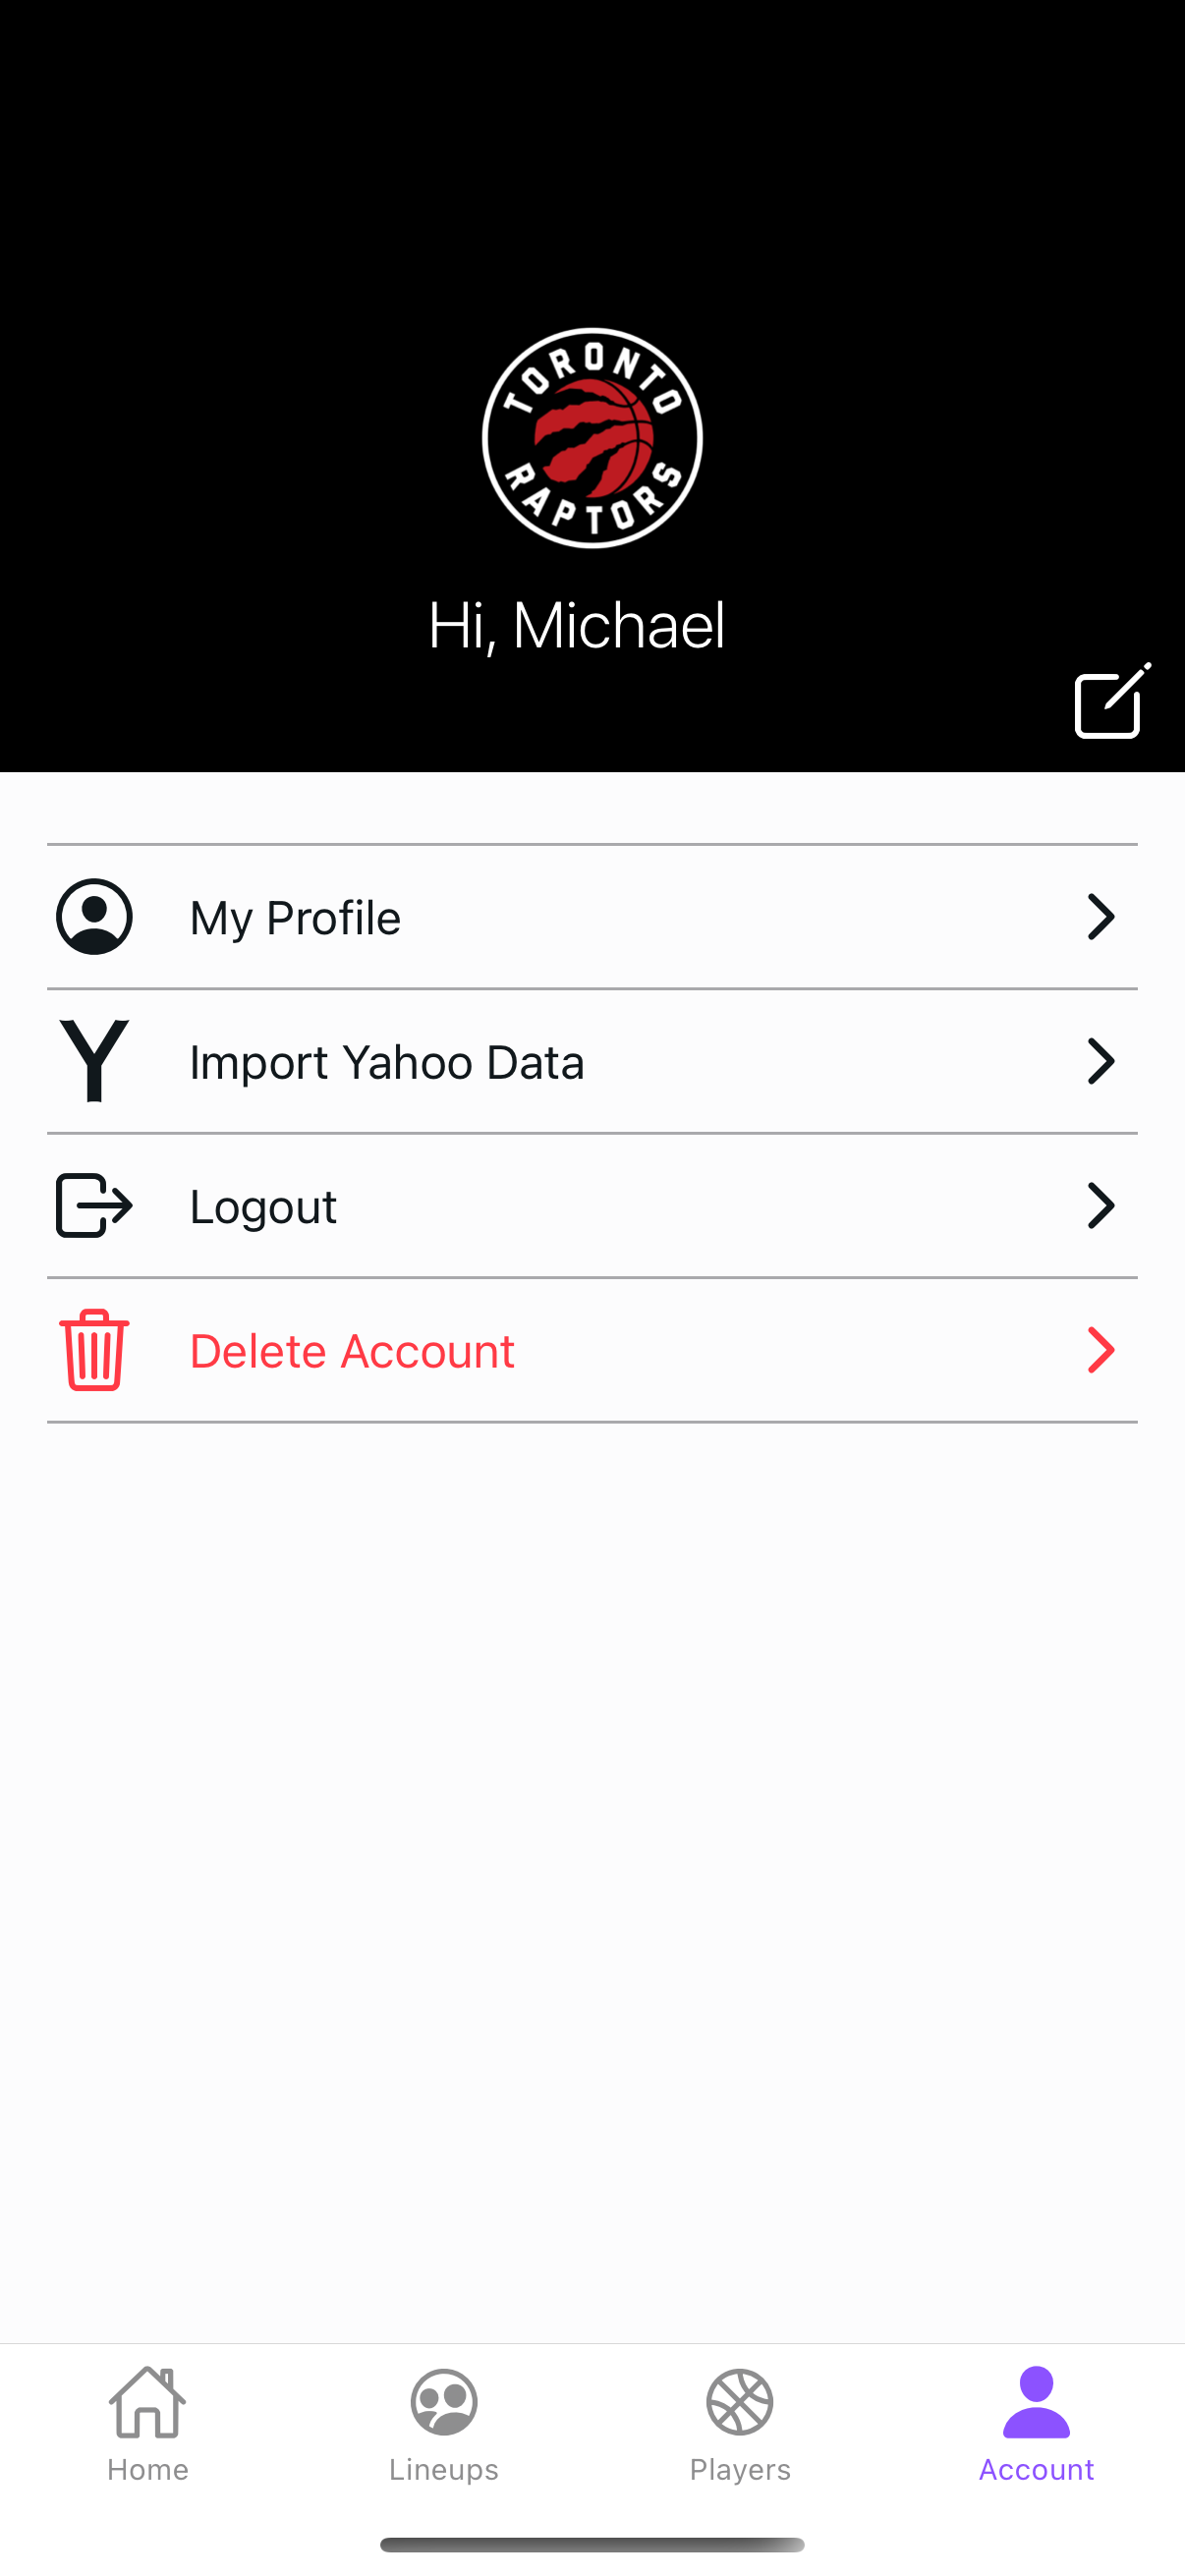 TORONTO
RAPTORS
Hi, Michael
My Profile
Import Yahoo Data
Logout
Delete Account
Home
Lineups
Players
Account